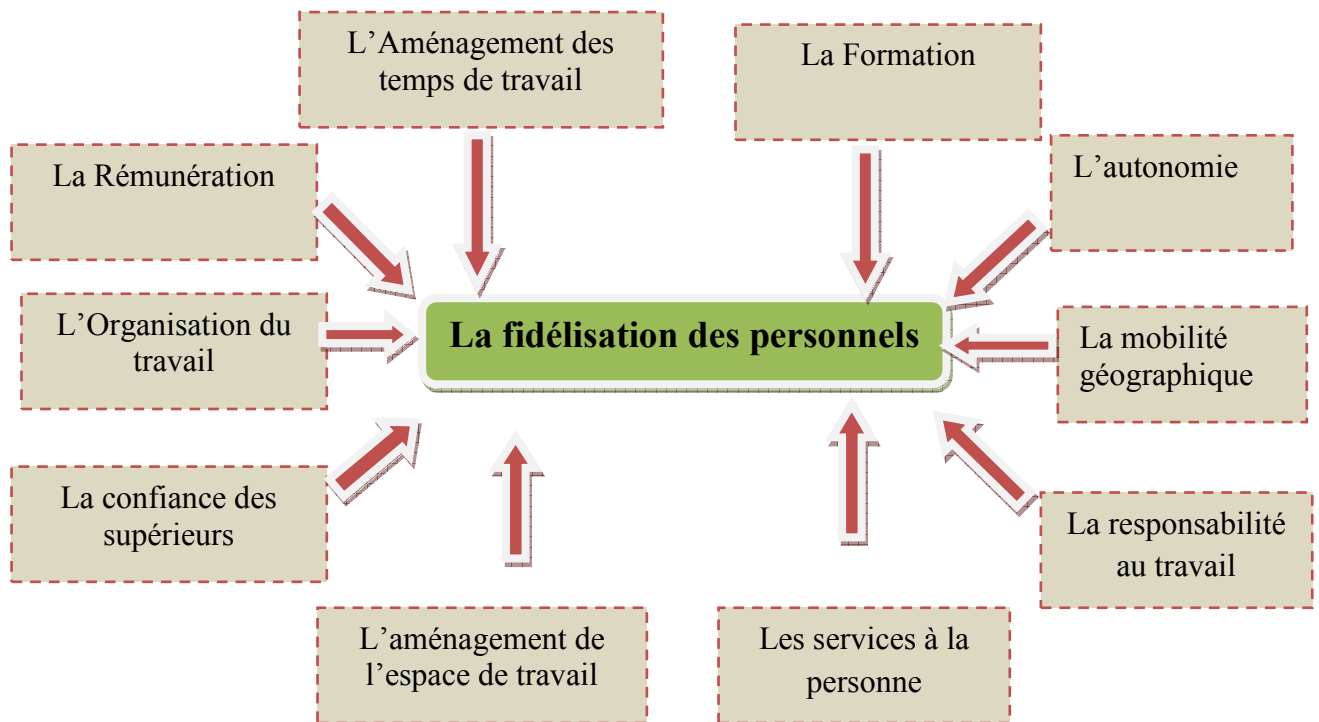 L’Aménagement des
temps de travail
La Formation
La Rémunération
L’autonomie
L’Organisation du
travail
La fidélisation des personnels
La mobilité
géographique
La confiance des
supérieurs
La responsabilité
au travail
L’aménagement de
l’espace de travail
Les services à la
personne